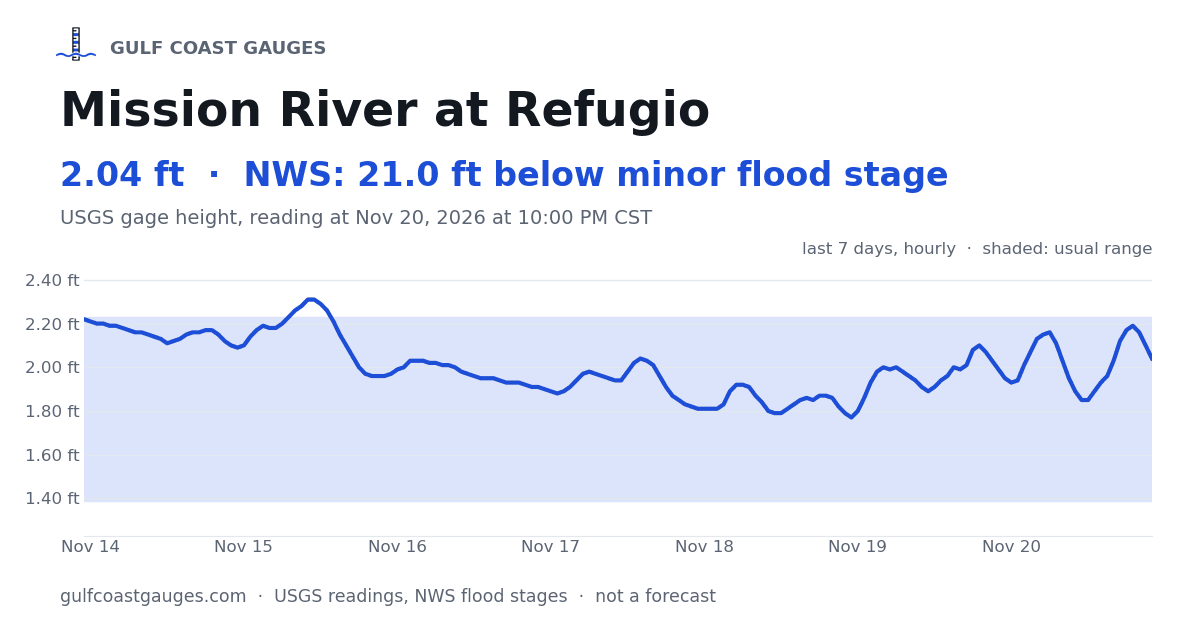 GULF COAST GAUGES
Mission River at Refugio
2.04 ft · NWS: 21.0 ft below minor flood stage
USGS gage height, reading at Nov 20, 2026 at 10:00 PM CST
last 7 days, hourly · shaded: usual range
2.40 ft
2.20 ft
2.00 ft
1.80 ft
1.60 ft
1.40 ft
Nov 14 Nov 15 Nov 16 Nov 17 Nov 18 Nov 19 Nov 20
gulfcoastgauges.com · USGS readings, NWS flood stages · not a forecast